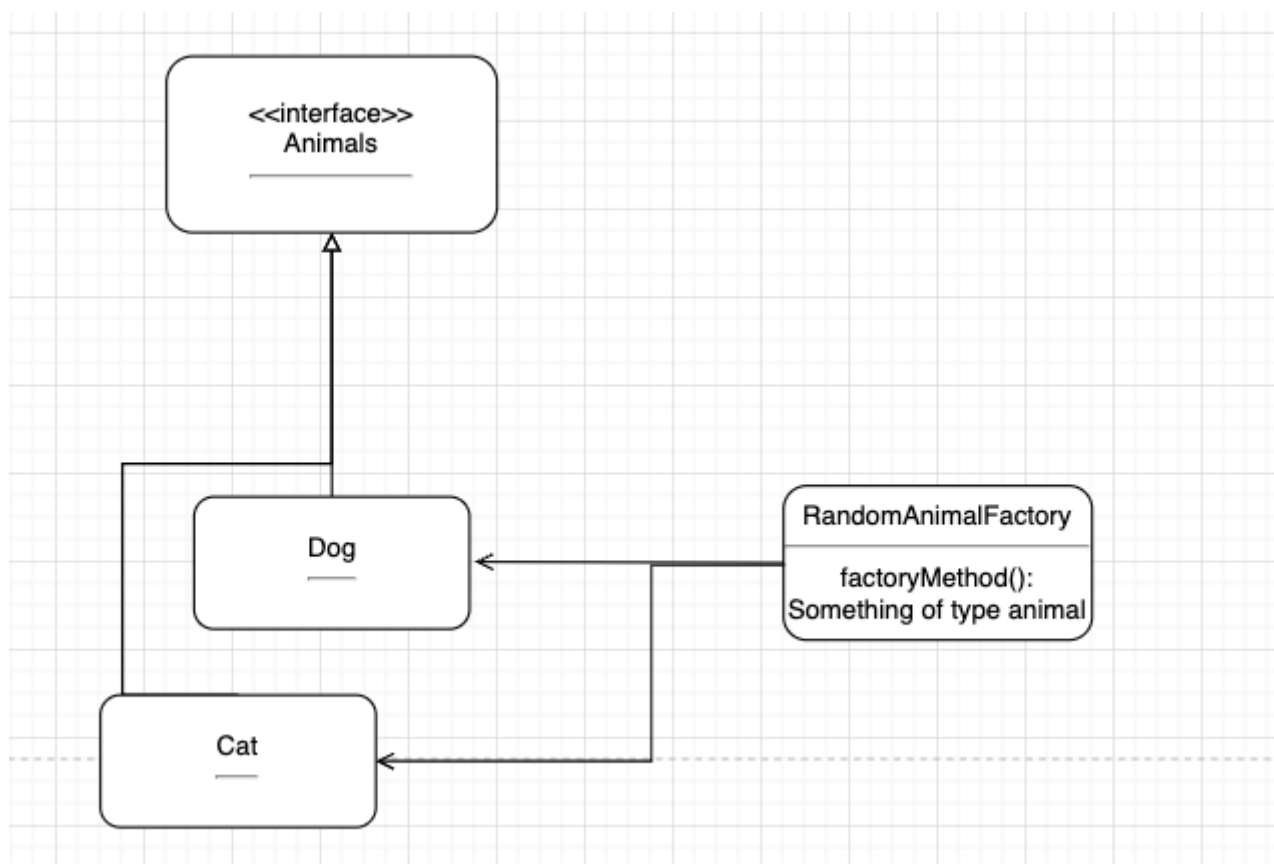 <<interface>>
Animals
Dog
RandomAnimalFactory
factoryMethod():
Something of type animal
Cat